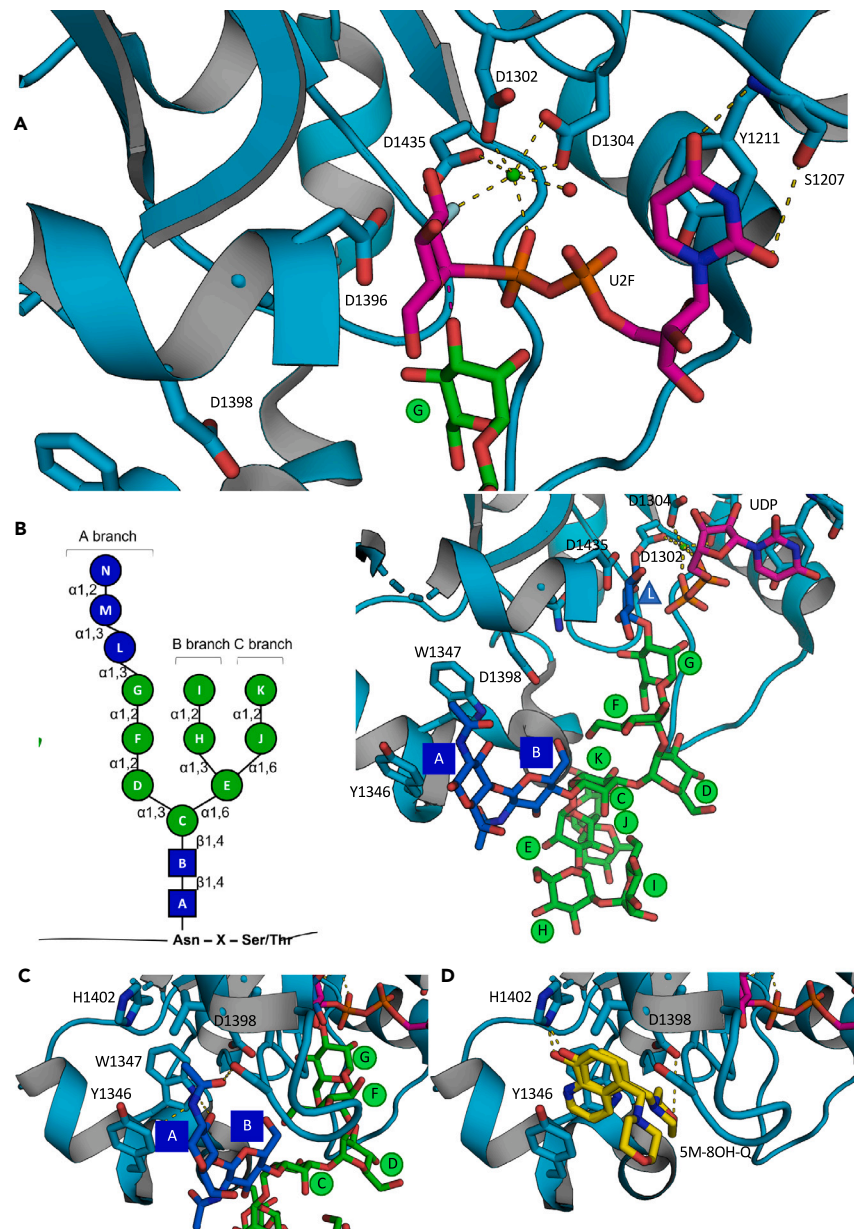 A
D1302
D1435
D1304
Y1211
S1207
D1396
U2F
D1398
G
B
A branch
N
α1,2
M
α1,3
L
α1,3
B branch
C branch
G
I
K
α1,2
α1,2
α1,2
F
H
J
α1,2
α1,3
α1,6
D
E
α1,3
α1,6
C
β1,4
B
β1,4
A
Asn – X – Ser/Thr
D1304
UDP
D1435
D1302
L
W1347
D1398
G
F
A
B
K
Y1346
D
C
J
E
I
H
C
H1402
D1398
W1347
G
Y1346
F
A
B
D
C
D
H1402
D1398
Y1346
5M-8OH-Q